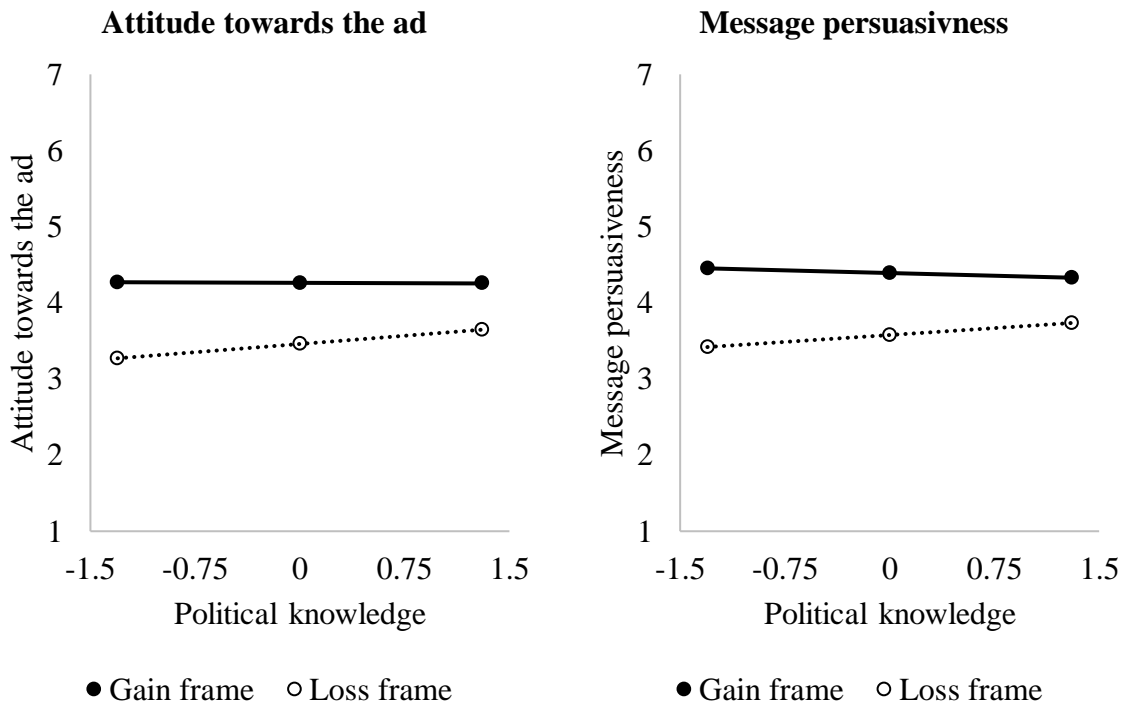 Attitude towards the ad
Attitude towards the ad
7
6
5
4
3
2
1
-1.5 -0.75 0 0.75 1.5
Political knowledge
● Gain frame ○ Loss frame
Message persuasivness
Message persuasiveness
7
6
5
4
3
2
1
-1.5 -0.75 0 0.75 1.5
Political knowledge
● Gain frame ○ Loss frame